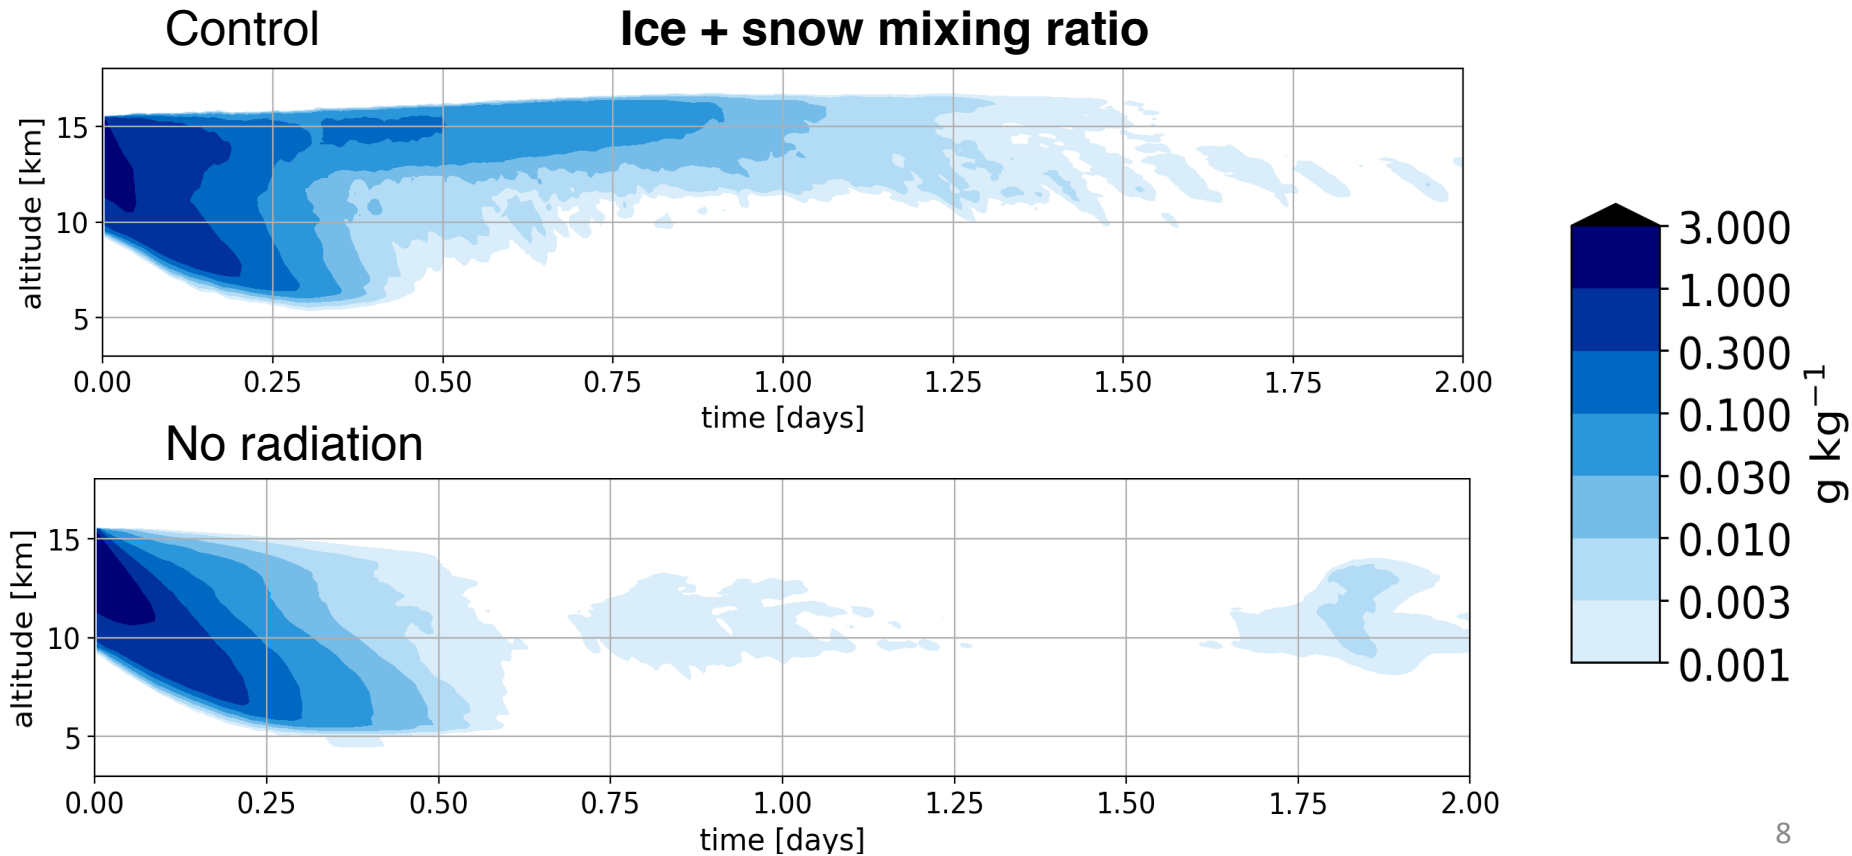 Control
Ice + snow mixing ratio
altitude [km]
15
10
5
0.00 0.25 0.50 0.75 1.00 1.25 1.50 1.75 2.00
time [days]
No radiation
altitude [km]
15
10
5
0.00 0.25 0.50 0.75 1.00 1.25 1.50 1.75 2.00
time [days]
3.000
1.000
0.300
0.100
0.030
0.010
0.003
0.001
g kg⁻¹
8